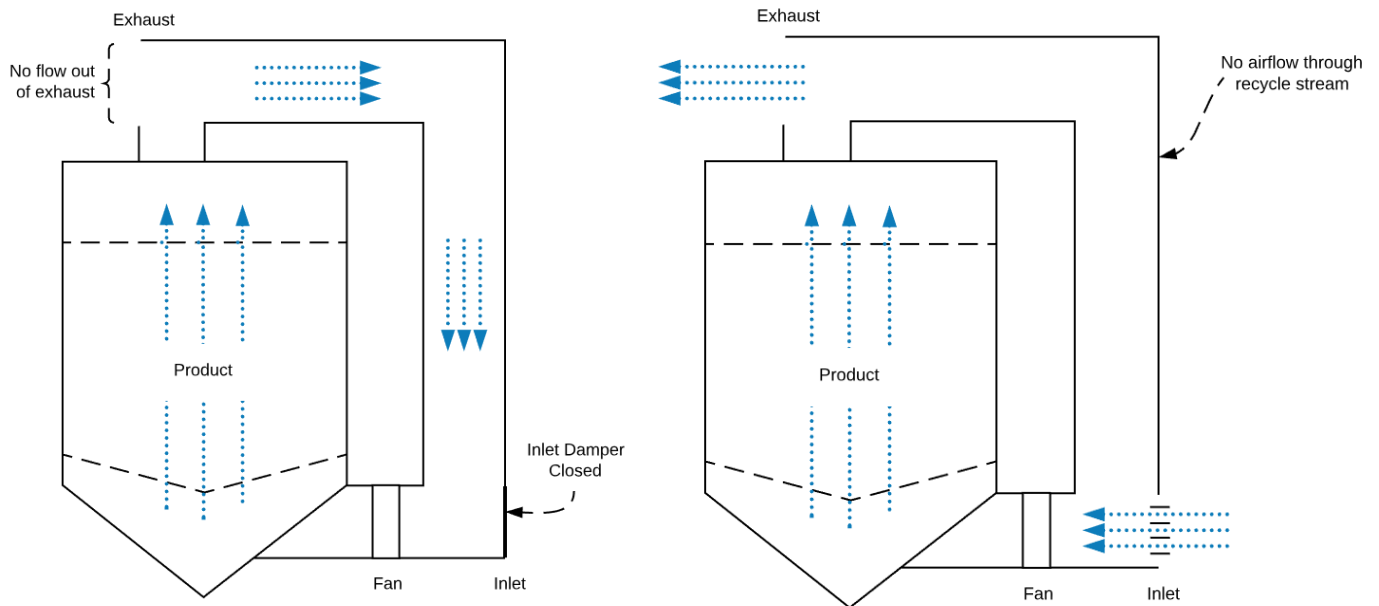 Exhaust
No flow out
of exhaust
Product
Inlet Damper
Closed
Fan
Inlet
Exhaust
No airflow through
recycle stream
Product
Fan
Inlet